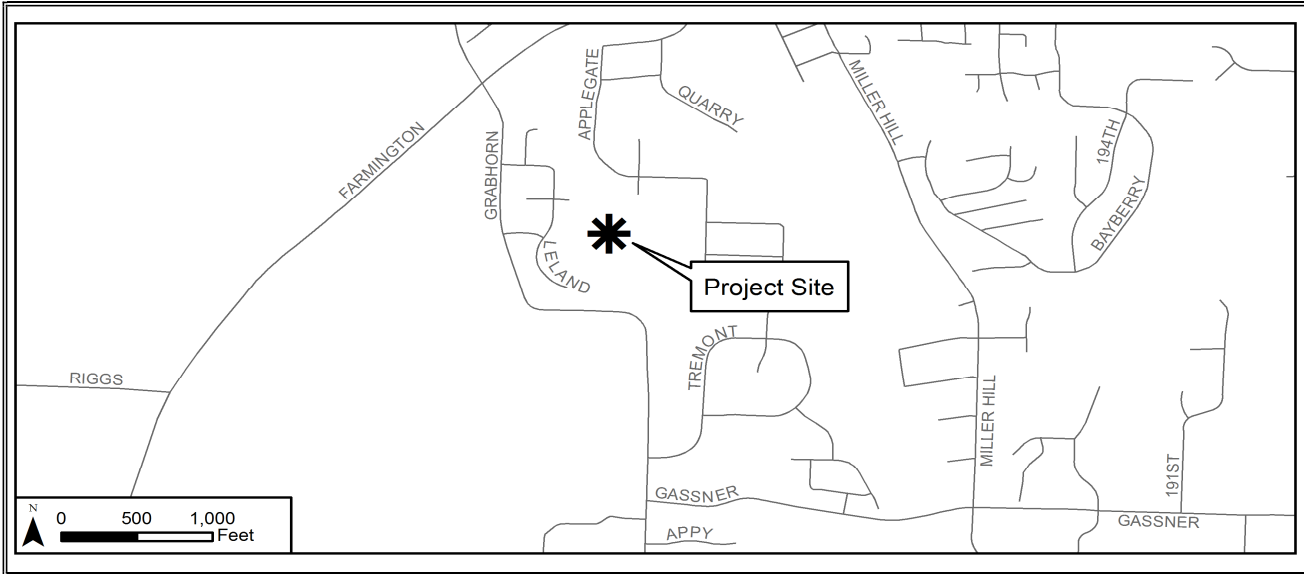 APPLEGATE
QUARRY
MILLER HILL
FARMINGTON
GRABHORN
194TH
BAYBERRY
LELAND
Project Site
TREMONT
RIGGS
MILLER HILL
191ST
GASSNER
GASSNER
APPY
N
0 500 1,000
Feet